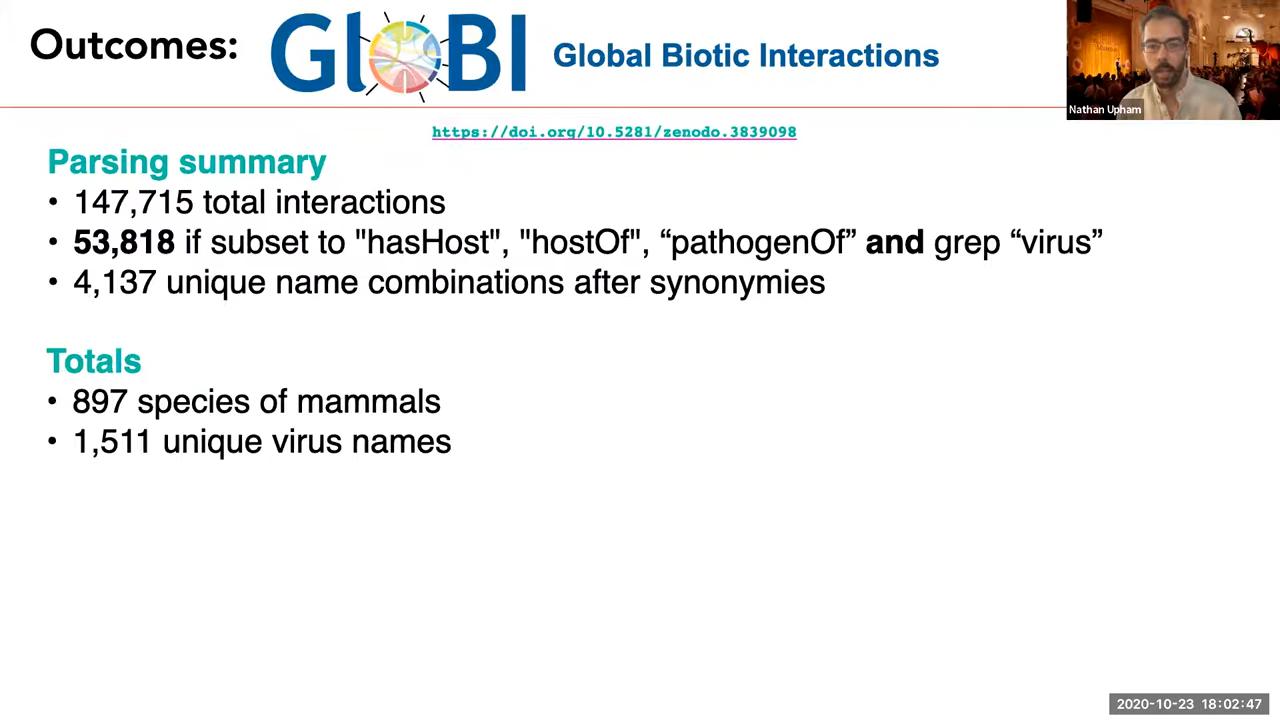 Outcomes:
GloBI
Global Biotic Interactions
Nathan Upham
https://doi.org/10.5281/zenodo.3839098
Parsing summary
• 147,715 total interactions
• 53,818 if subset to "hasHost", "hostOf", “pathogenOf” and grep “virus”
• 4,137 unique name combinations after synonymies
Totals
• 897 species of mammals
• 1,511 unique virus names
2020-10-23 18:02:47